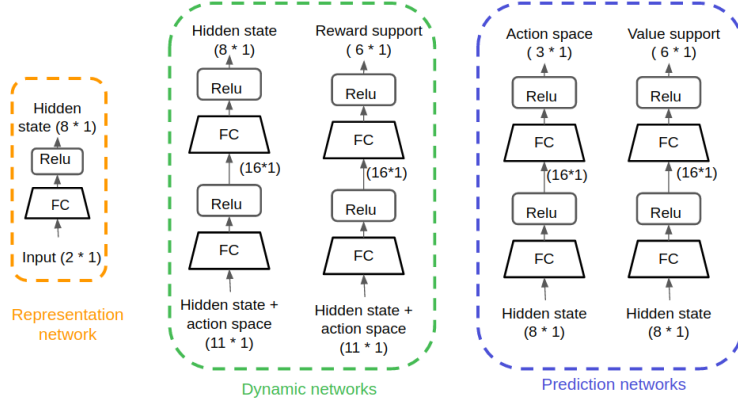 Hidden
state (8 * 1)
Relu
FC
Input (2 * 1)
Representation
network
Hidden state
(8 * 1)
Relu
FC
(16*1)
Relu
FC
Hidden state +
action space
(11 * 1)
Reward support
( 6 * 1)
Relu
FC
(16*1)
Relu
FC
Hidden state +
action space
(11 * 1)
Dynamic networks
Action space
( 3 * 1)
Relu
FC
(16*1)
Relu
FC
Hidden state
(8 * 1)
Value support
( 6 * 1)
Relu
FC
(16*1)
Relu
FC
Hidden state
(8 * 1)
Prediction networks